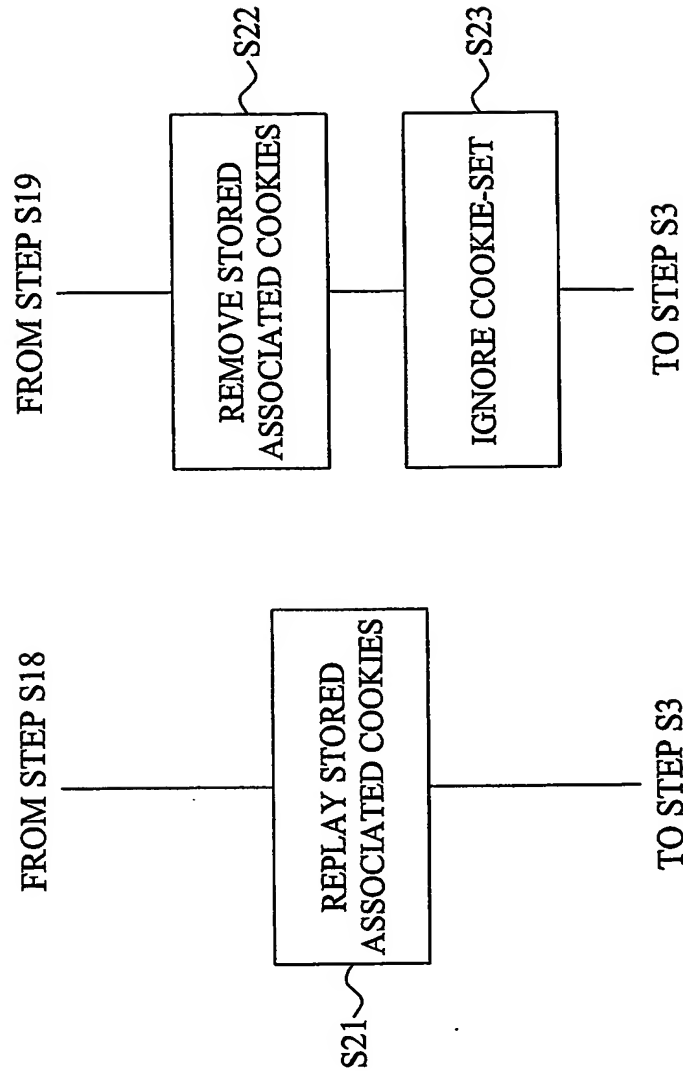 FROM STEP S18
S21
REPLAY STORED
ASSOCIATED COOKIES
TO STEP S3
FROM STEP S19
REMOVE STORED
ASSOCIATED COOKIES
S22
IGNORE COOKIE-SET
S23
TO STEP S3